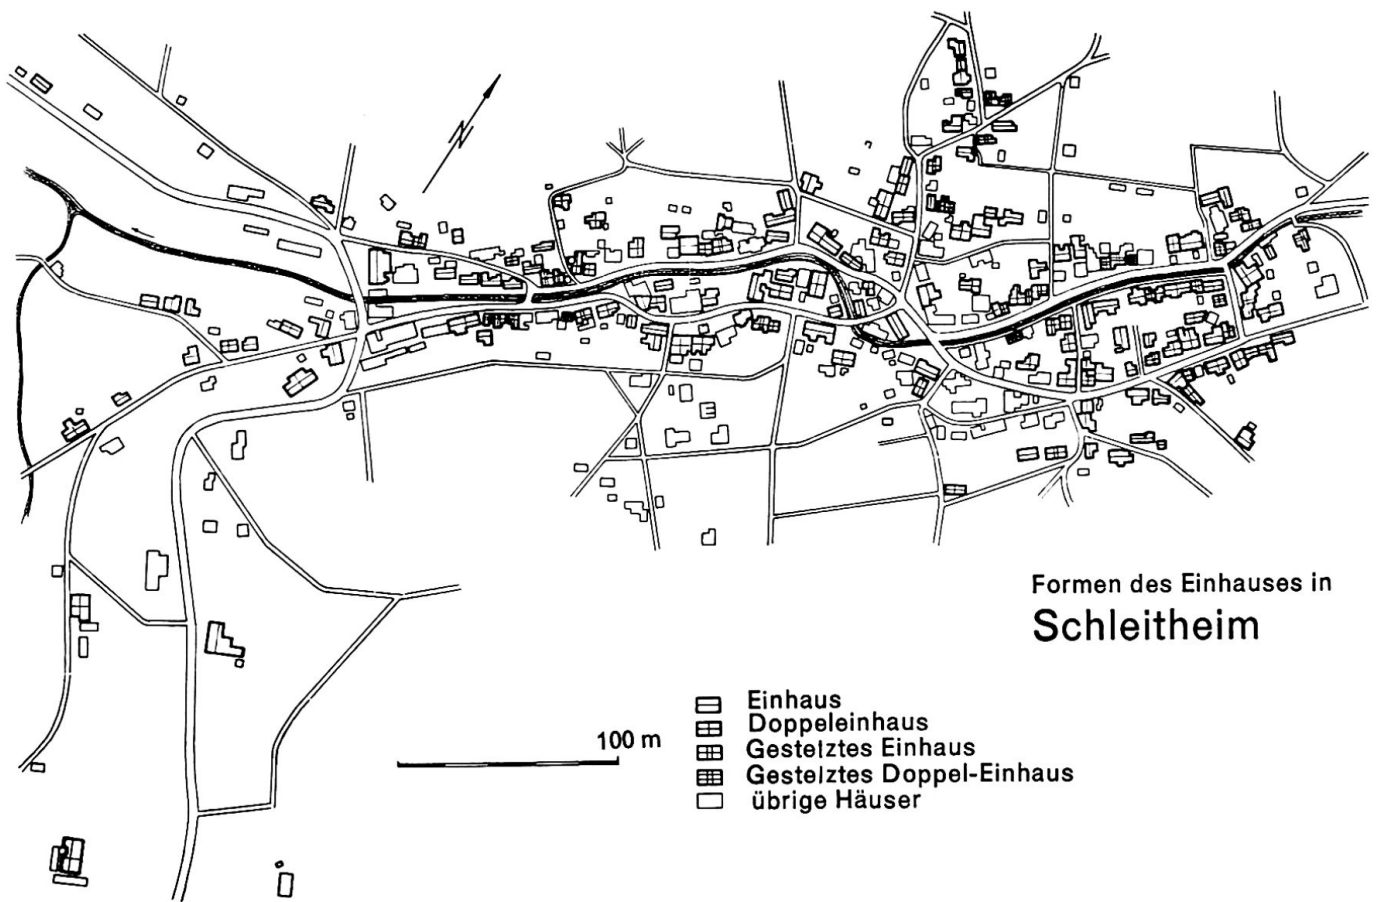 N
Formen des Einhauses in
Schleitheim
100 m
Einhaus
Doppeleinhaus
Gestelztes Einhaus
Gestelztes Doppel-Einhaus
übrige Häuser